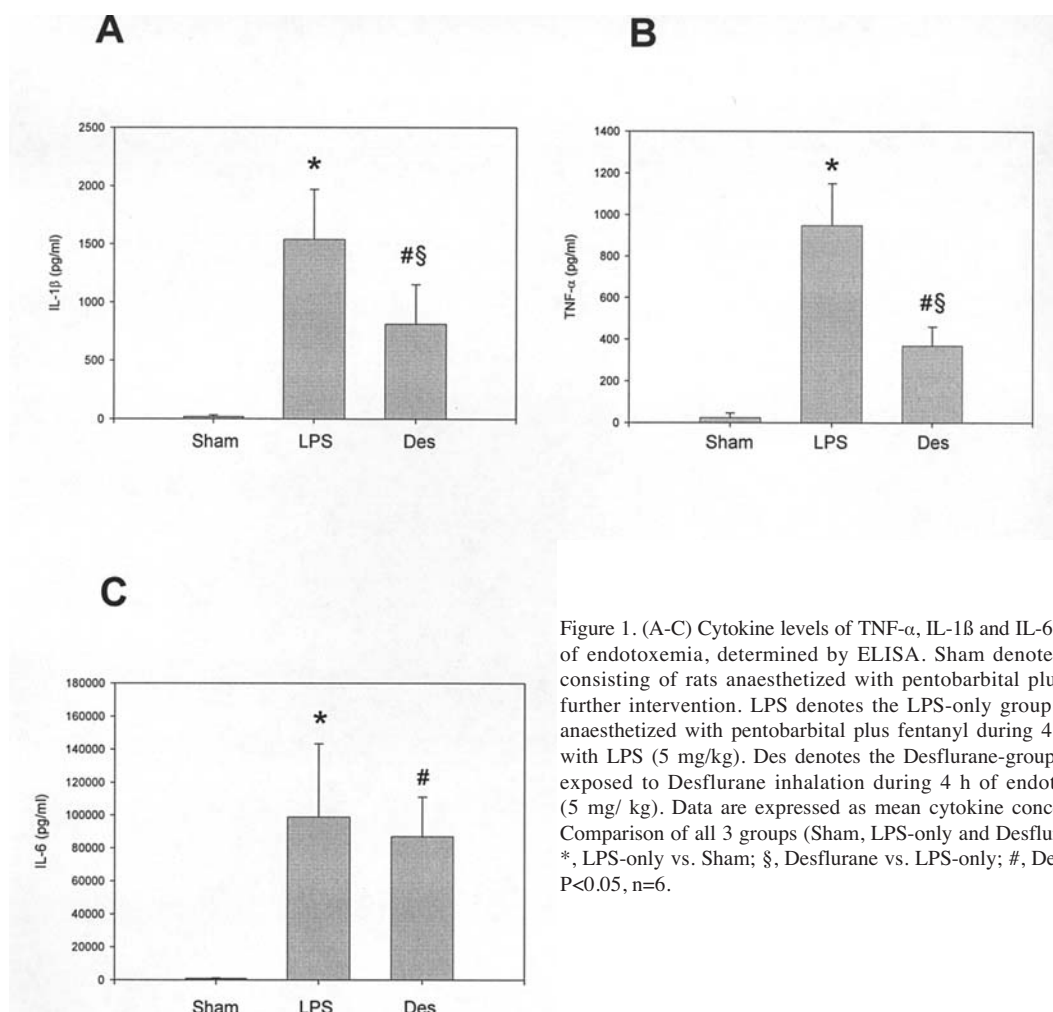 A
2500
2000
1500
1000
500
0
IL-1β (pg/ml)
*
#§
Sham LPS Des
B
1400
1200
1000
800
600
400
200
0
TNF-α (pg/ml)
*
#§
Sham LPS Des
C
180000
160000
140000
120000
100000
80000
60000
40000
20000
0
IL-6 (pg/ml)
*
#
Sham LPS Des
Figure 1. (A-C) Cytokine levels of TNF-α, IL-1ß and IL-6
of endotoxemia, determined by ELISA. Sham denote
consisting of rats anaesthetized with pentobarbital plu
further intervention. LPS denotes the LPS-only group
anaesthetized with pentobarbital plus fentanyl during 4
with LPS (5 mg/kg). Des denotes the Desflurane-group
exposed to Desflurane inhalation during 4 h of endot
(5 mg/ kg). Data are expressed as mean cytokine conc
Comparison of all 3 groups (Sham, LPS-only and Desflu
*, LPS-only vs. Sham; §, Desflurane vs. LPS-only; #, De
P<0.05, n=6.